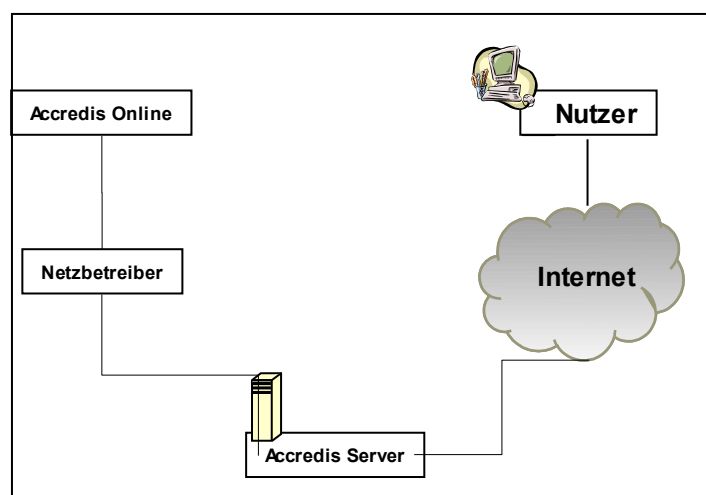 Accredis Online
Nutzer
Netzbetreiber
Internet
Accredis Server